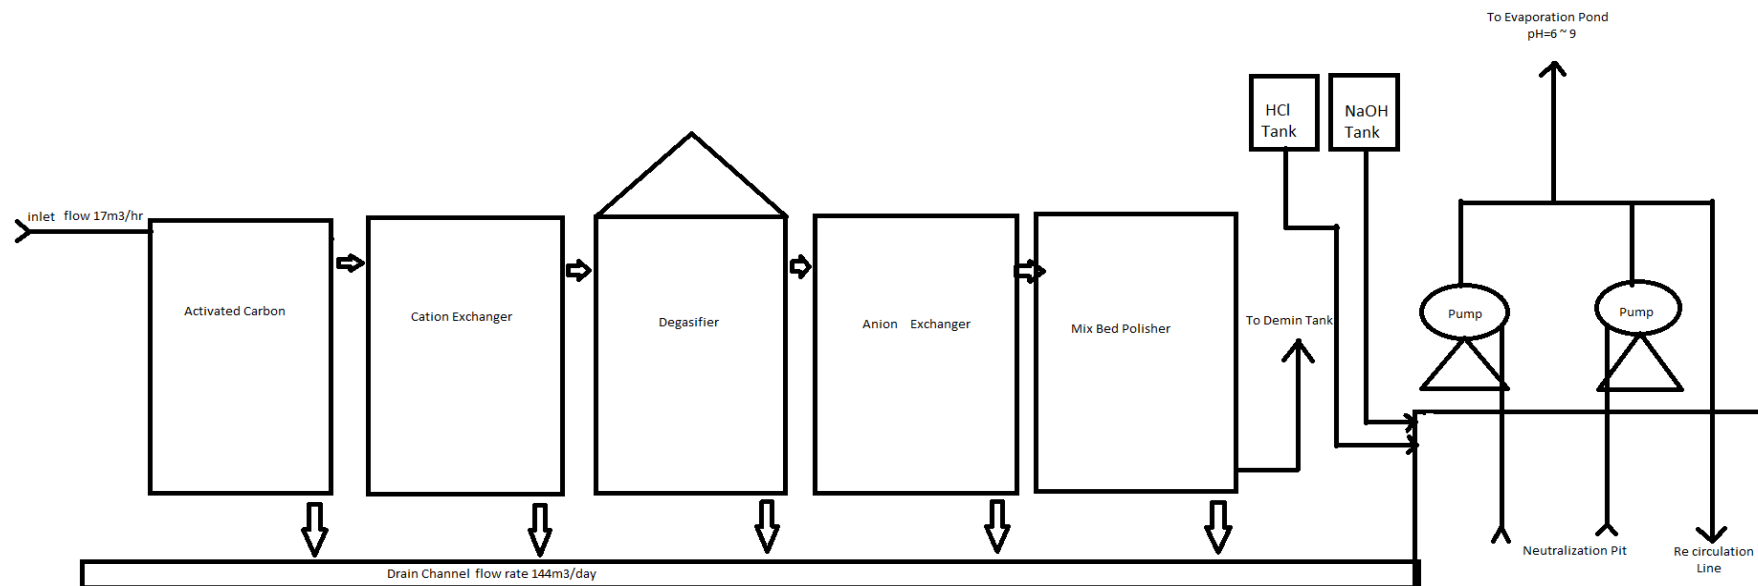 To Evaporation Pond
pH=6 ~ 9
HCl
Tank
NaOH
Tank
inlet flow 17m3/hr
Activated Carbon
Cation Exchanger
Degasifier
Anion Exchanger
Mix Bed Polisher
To Demin Tank
Pump
Pump
Neutralization Pit
Re circulation
Line
Drain Channel flow rate 144m3/day